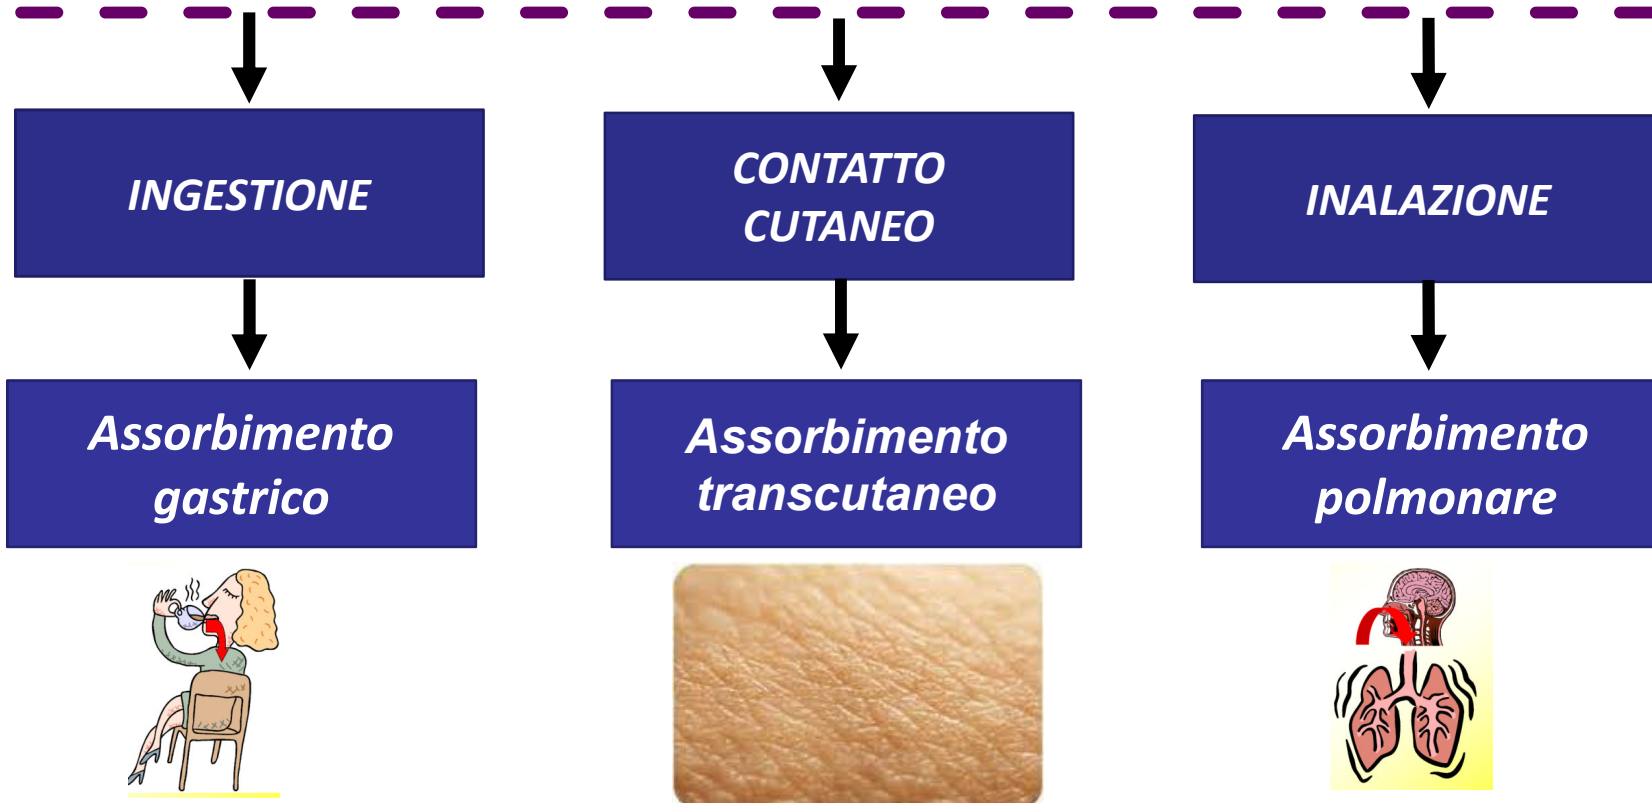 INGESTIONE
CONTATTO
CUTANEO
INALAZIONE
Assorbimento
gastrico
Assorbimento
transcutaneo
Assorbimento
polmonare